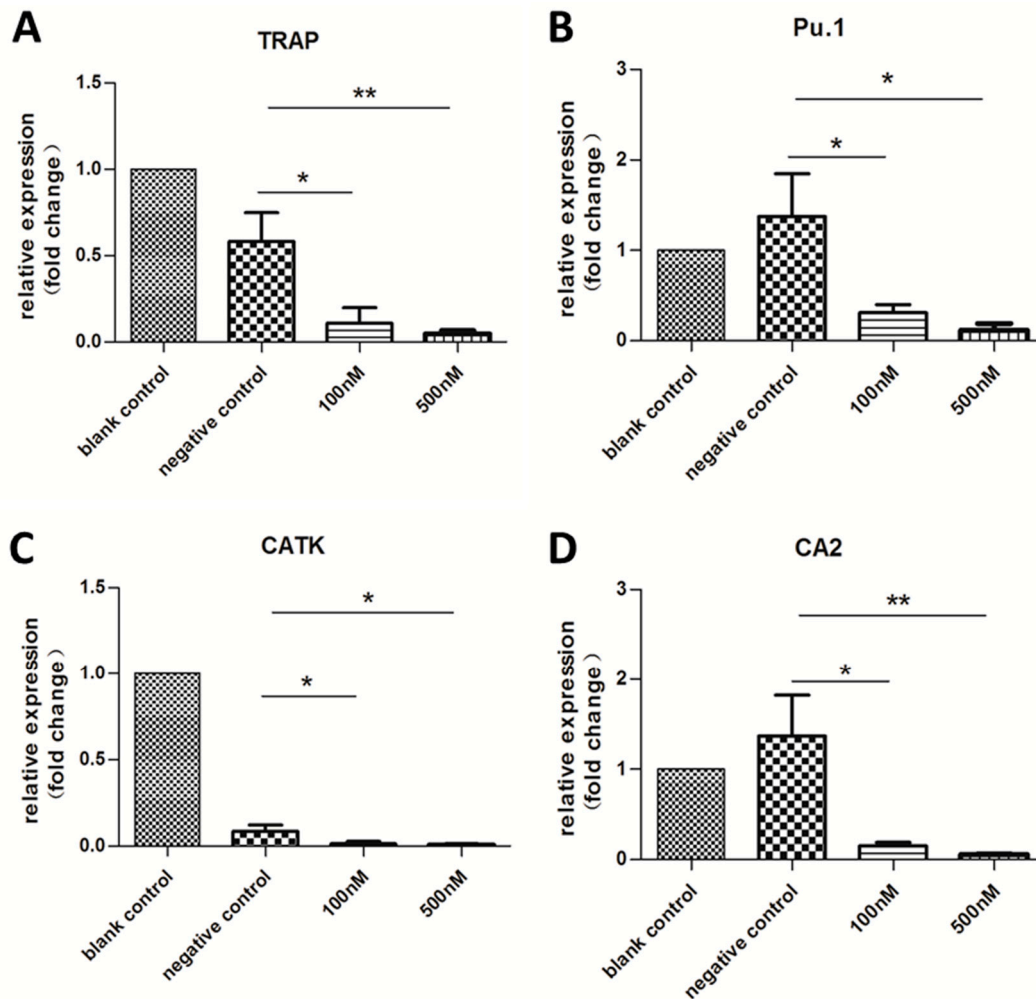 A
TRAP
relative expression
(fold change)
1.5
1.0
0.5
0.0
**
*
blank control
negative control
100nM
500nM
B
Pu.1
relative expression
(fold change)
3
2
1
0
*
*
blank control
negative control
100nM
500nM
C
CATK
relative expression
(fold change)
1.5
1.0
0.5
0.0
*
*
blank control
negative control
100nM
500nM
D
CA2
relative expression
(fold change)
3
2
1
0
**
*
blank control
negative control
100nM
500nM